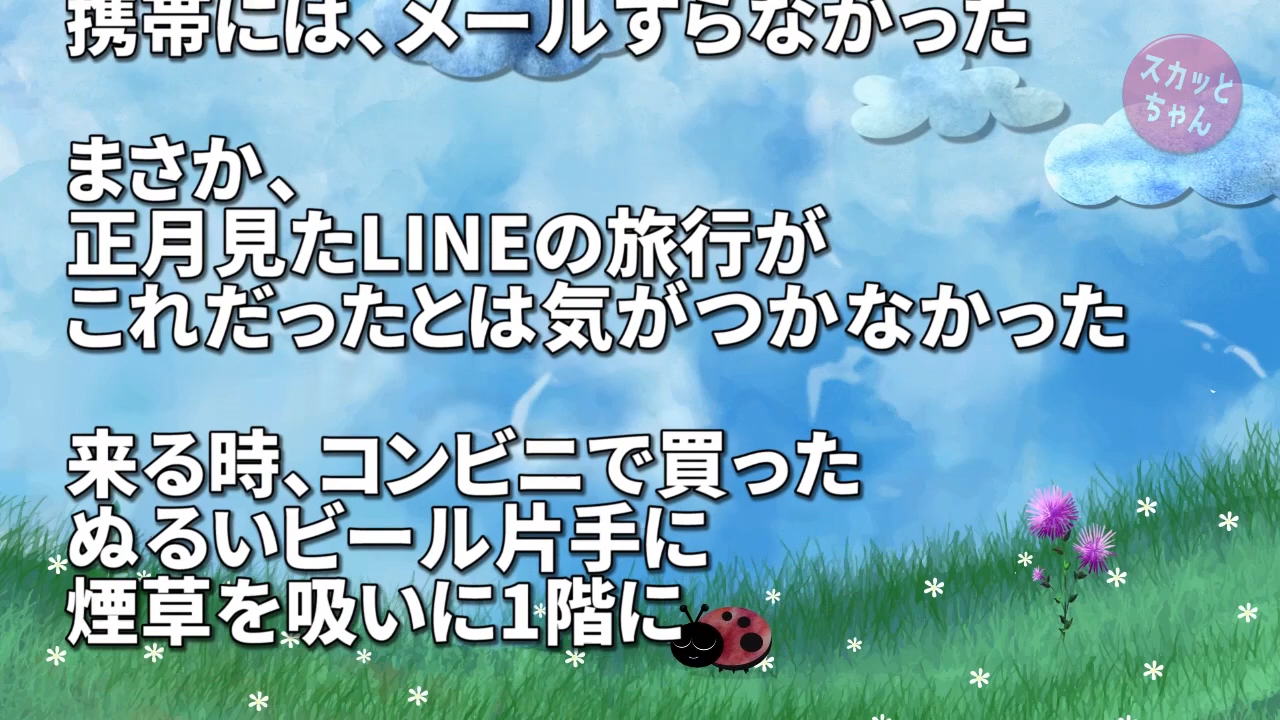 携帯には、メールすらなかった
スカッと
ちゃん
まさか、
正月見たLINEの旅行が
これだったとは気がつかなかった
来る時、コンビニで買った
ぬるいビール片手に
煙草を吸いに1階に